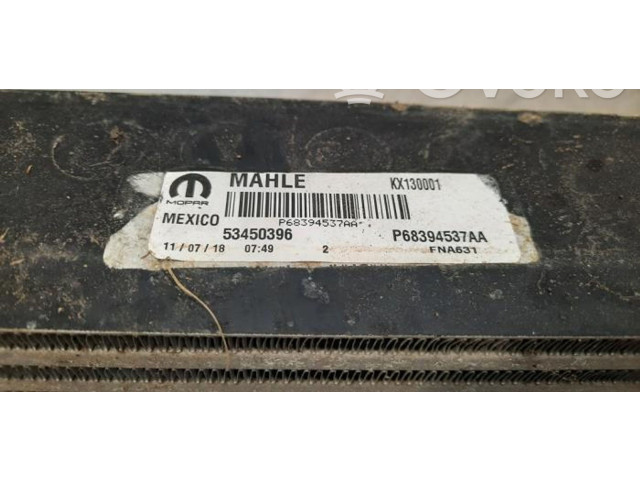 MAHLE
KX130001
MOPAR
MEXICO
P68394537AA
53450396
P68394537AA
11/07/18 07:49 2 FNA631